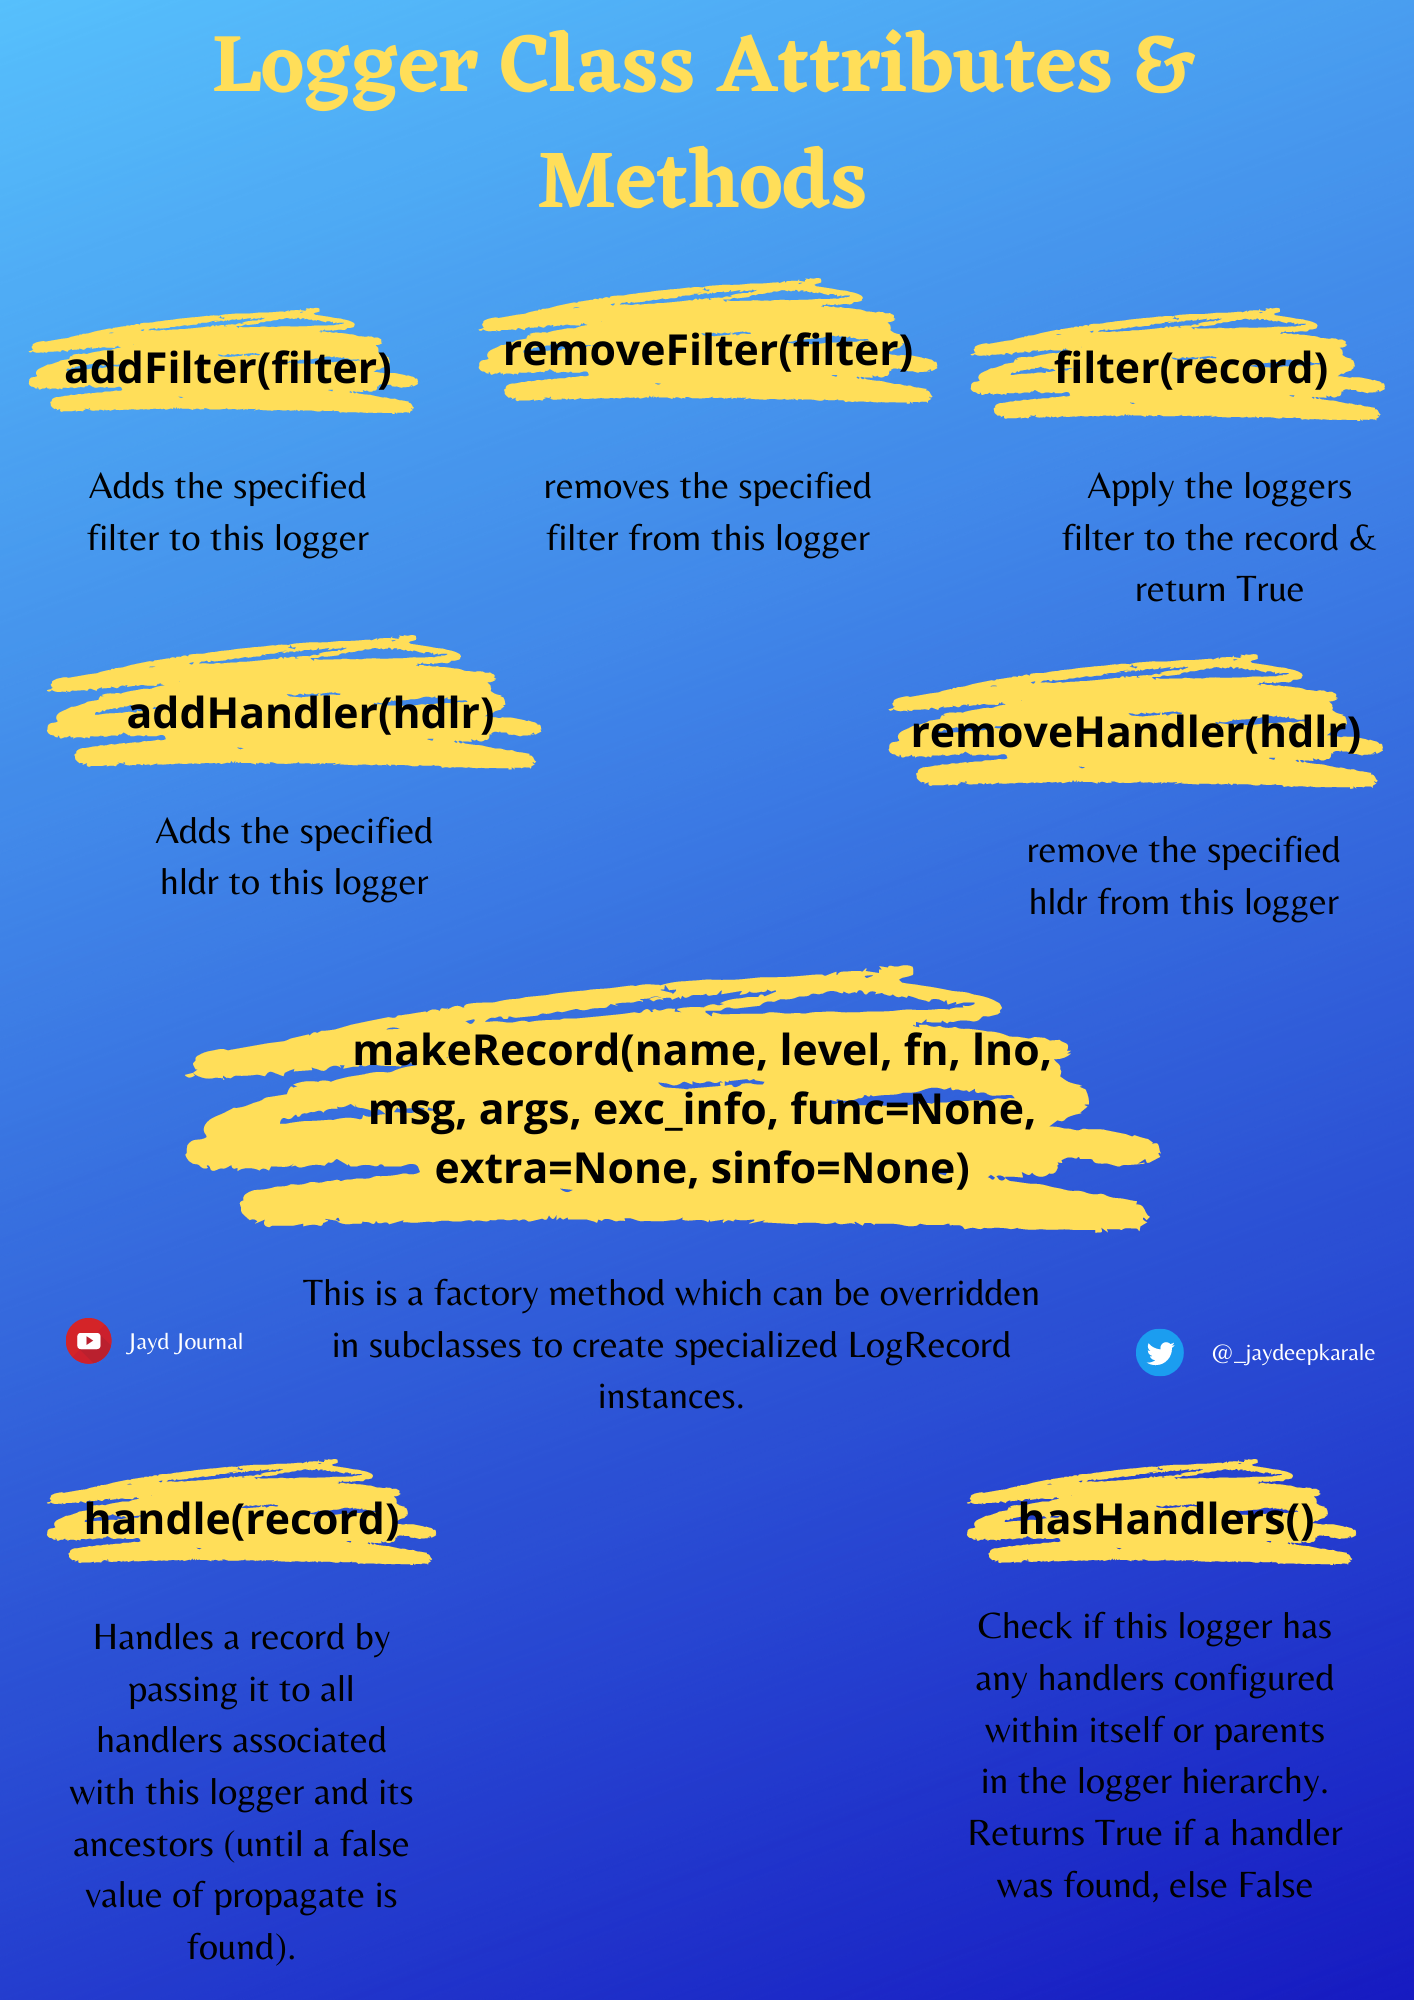 Logger Class Attributes &
Methods
addFilter(filter)
Adds the specified
filter to this logger
removeFilter(filter)
removes the specified
filter from this logger
filter(record)
Apply the loggers
filter to the record &
return True
addHandler(hdlr)
Adds the specified
hldr to this logger
removeHandler(hdlr)
remove the specified
hldr from this logger
makeRecord(name, level, fn, lno,
msg, args, exc_info, func=None,
extra=None, sinfo=None)
This is a factory method which can be overridden
in subclasses to create specialized LogRecord
instances.
Jayd Journal
@_jaydeepkarale
handle(record)
Handles a record by
passing it to all
handlers associated
with this logger and its
ancestors (until a false
value of propagate is
found).
hasHandlers()
Check if this logger has
any handlers configured
within itself or parents
in the logger hierarchy.
Returns True if a handler
was found, else False